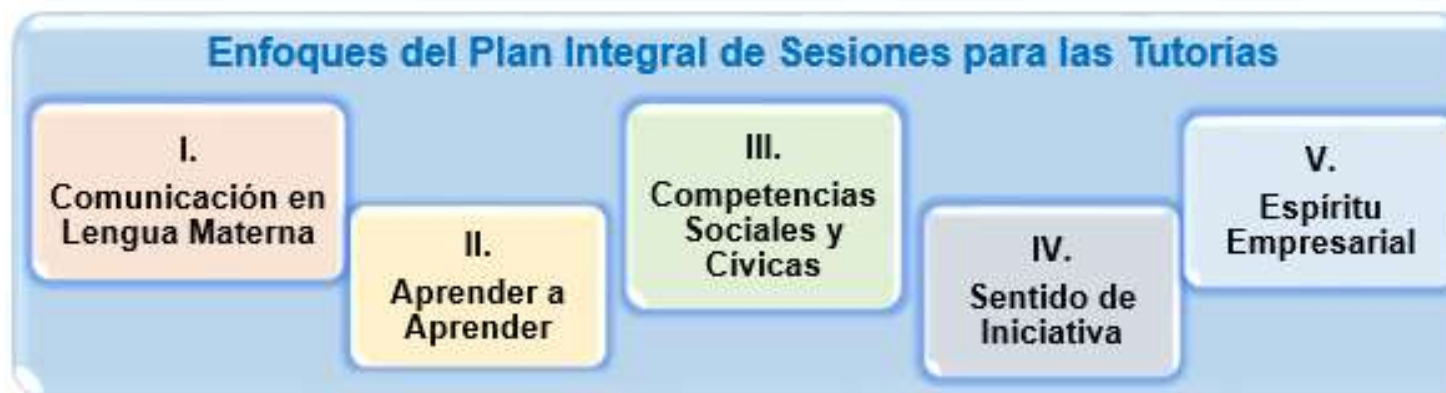 Enfoques del Plan Integral de Sesiones para las Tutorías
I.
Comunicación en
Lengua Materna
II.
Aprender a
Aprender
III.
Competencias
Sociales y
Cívicas
IV.
Sentido de
Iniciativa
V.
Espíritu
Empresarial